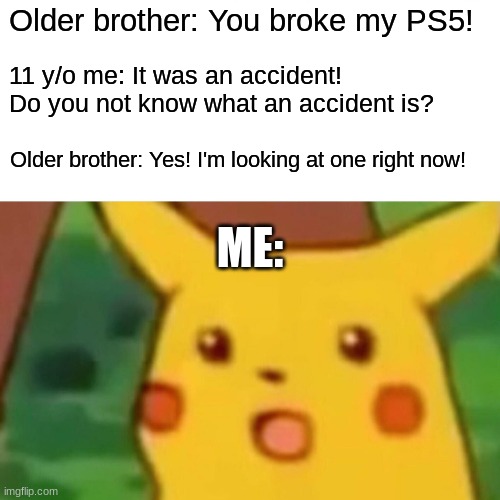 Older brother: You broke my PS5!
11 y/o me: It was an accident!
Do you not know what an accident is?
Older brother: Yes! I'm looking at one right now!
ME:
imgflip.com